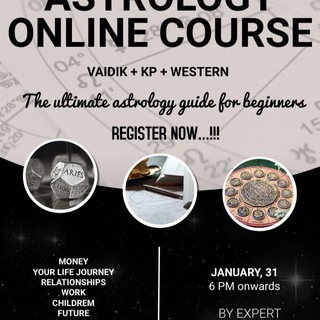 ASTROLOGY
ONLINE COURSE
VAIDIK + KP + WESTERN
The ultimate astrology guide for beginners
REGISTER NOW...!!!
ARIES
MONEY
YOUR LIFE JOURNEY
RELATIONSHIPS
WORK
CHILDREM
FUTURE
JANUARY, 31
6 PM onwards
BY EXPERT